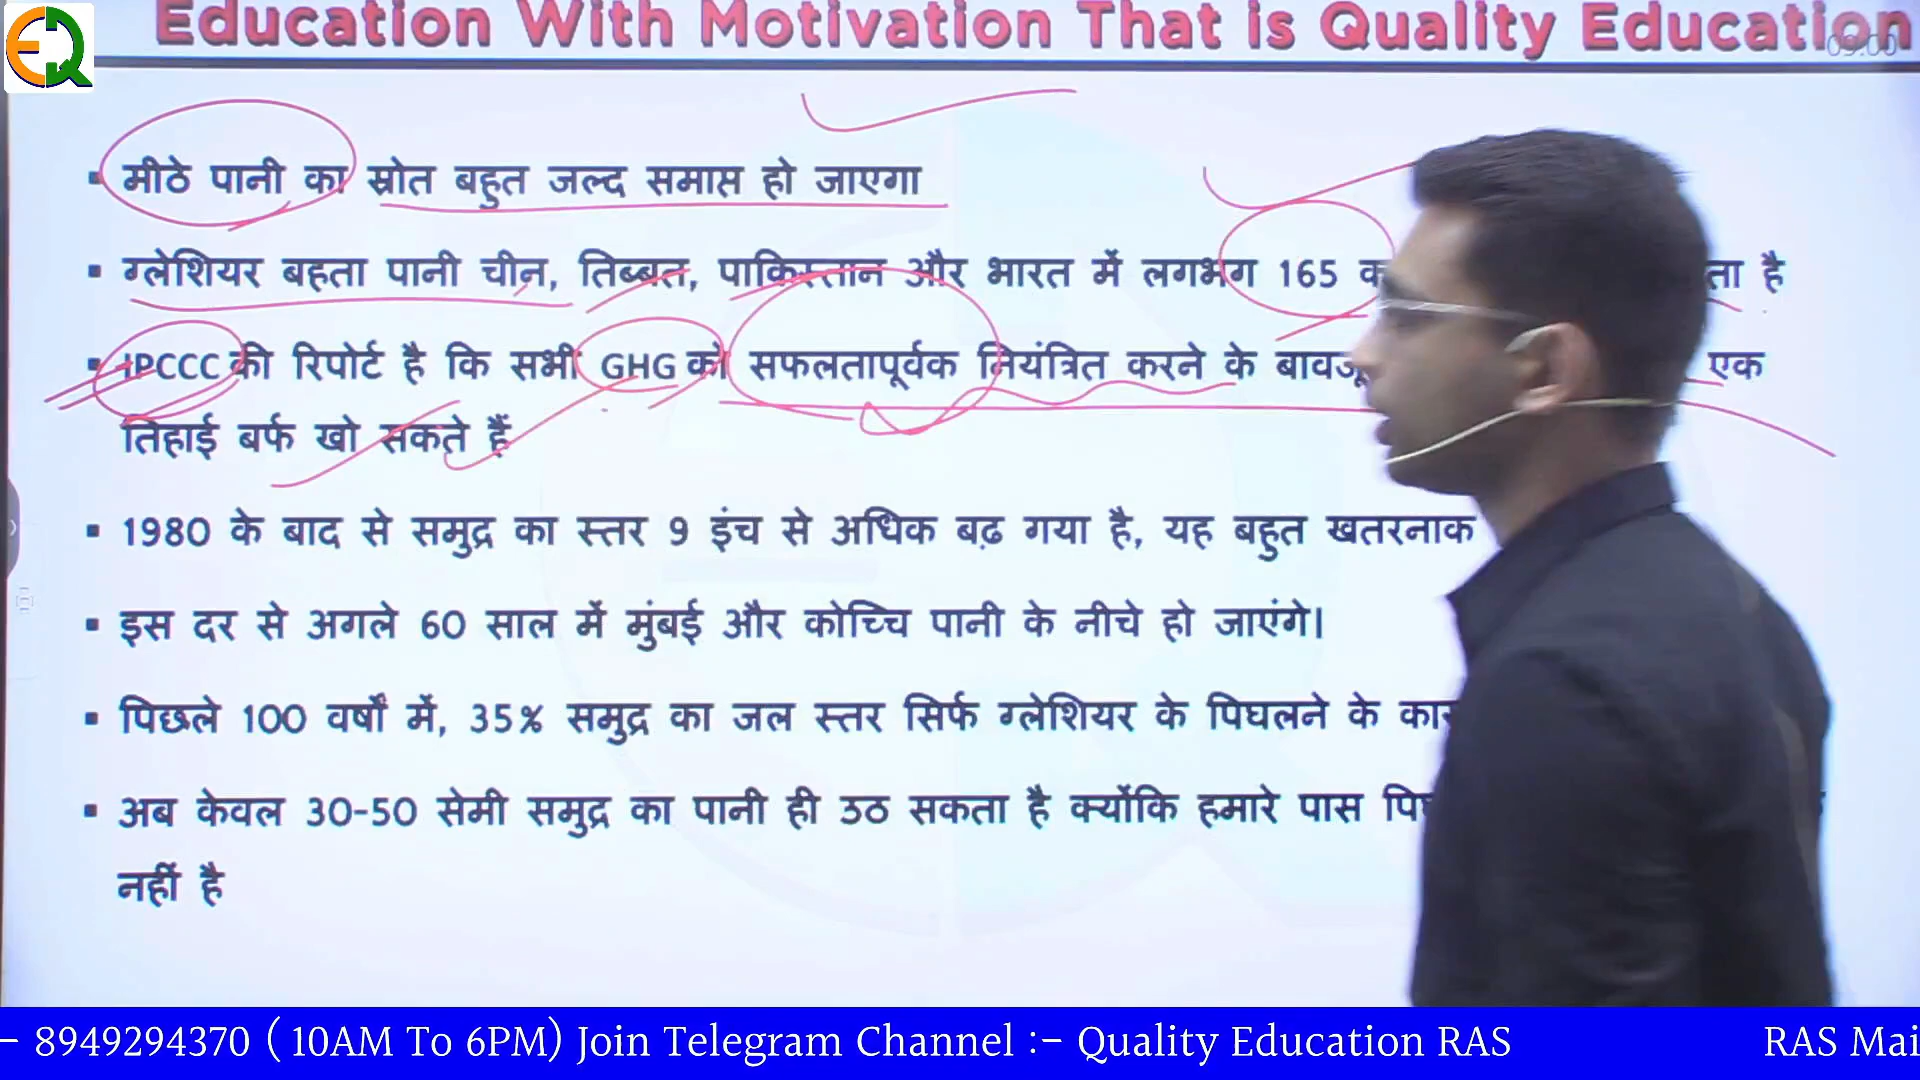 Education With Motivation That is Quality Education
09:00
EQ
मीठे पानी का स्रोत बहुत जल्द समाप्त हो जाएगा
ग्लेशियर बहता पानी चीन, तिब्बत, पाकिस्तान और भारत में लगभग 165 ता है
IPCCC की रिपोर्ट है कि सभी GHG को सफलतापूर्वक नियंत्रित करने के एक
तिहाई बर्फ खो सकते हैं
1980 के बाद से समुद्र का स्तर 9 इंच से अधिक बढ़ गया है, यह बहुत खतरनाक
इस दर से अगले 60 साल में मुंबई और कोच्चि पानी के नीचे हो जाएंगे।
पिछले 100 वर्षों में, 35% समुद्र का जल स्तर सिर्फ ग्लेशियर के पिघलने के
अब केवल 30-50 सेमी समुद्र का पानी ही उठ सकता है क्योंकि हमारे पास
नहीं है
– 8949294370 ( 10AM To 6PM) Join Telegram Channel :– Quality Education RAS RAS Mai